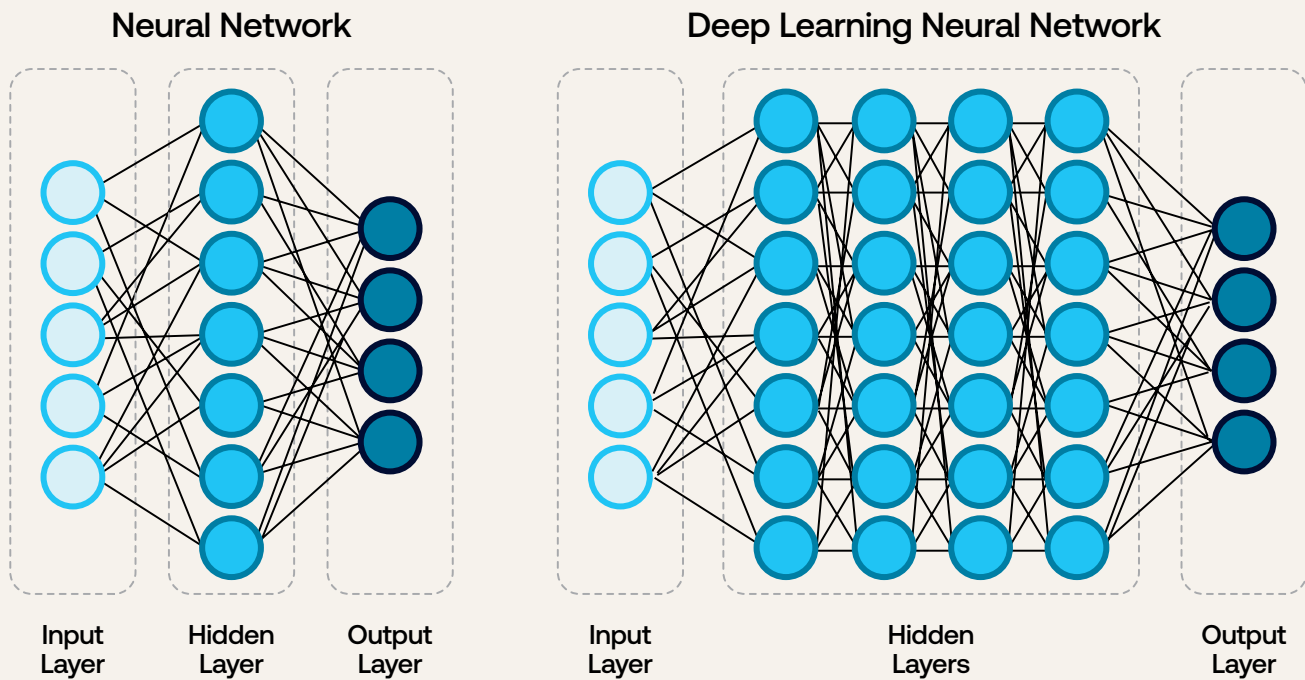 Neural Network
Deep Learning Neural Network
Input
Layer
Hidden
Layer
Output
Layer
Input
Layer
Hidden
Layers
Output
Layer